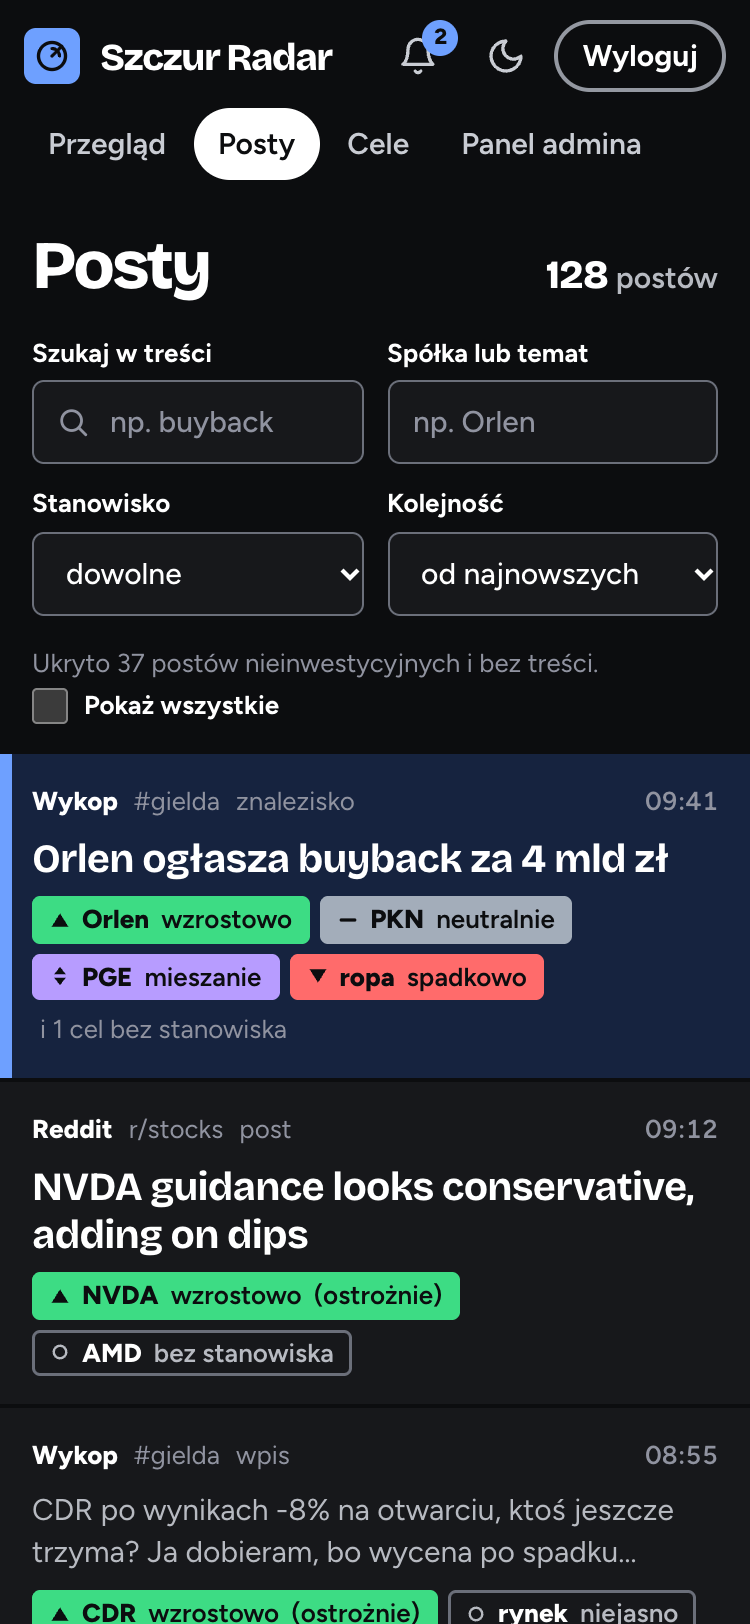 Szczur Radar 2 Wyloguj
Przegląd Posty Cele Panel admina
Posty 128 postów
Szukaj w treści Spółka lub temat
np. buyback np. Orlen
Stanowisko Kolejność
dowolne od najnowszych
Ukryto 37 postów nieinwestycyjnych i bez treści.
Pokaż wszystkie
Wykop #gielda znalezisko 09:41
Orlen ogłasza buyback za 4 mld zł
▲ Orlen wzrostowo – PKN neutralnie
PGE mieszanie ▼ ropa spadkowo
i 1 cel bez stanowiska
Reddit r/stocks post 09:12
NVDA guidance looks conservative,
adding on dips
▲ NVDA wzrostowo (ostrożnie)
○ AMD bez stanowiska
Wykop #gielda wpis 08:55
CDR po wynikach -8% na otwarciu, ktoś jeszcze
trzyma? Ja dobieram, bo wycena po spadku...
▲ CDR wzrostowo (ostrożnie) ○ rynek niejasno